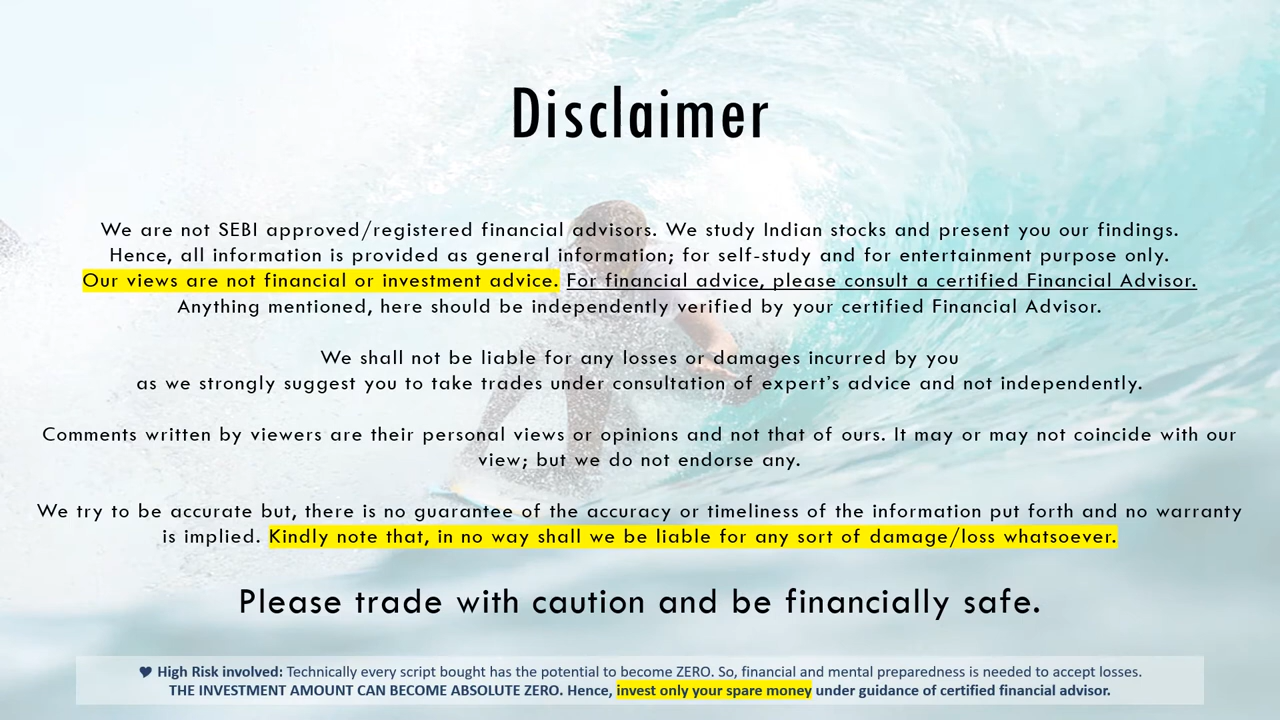 Disclaimer
We are not SEBI approved/registered financial advisors. We study Indian stocks and present you our findings.
Hence, all information is provided as general information; for self-study and for entertainment purpose only.
Our views are not financial or investment advice. For financial advice, please consult a certified Financial Advisor.
Anything mentioned, here should be independently verified by your certified Financial Advisor.
We shall not be liable for any losses or damages incurred by you
as we strongly suggest you to take trades under consultation of expert's advice and not independently.
Comments written by viewers are their personal views or opinions and not that of ours. It may or may not coincide with our
view; but we do not endorse any.
We try to be accurate but, there is no guarantee of the accuracy or timeliness of the information put forth and no warranty
is implied. Kindly note that, in no way shall we be liable for any sort of damage/loss whatsoever.
Please trade with caution and be financially safe.
♥ High Risk involved: Technically every script bought has the potential to become ZERO. So, financial and mental preparedness is needed to accept losses.
THE INVESTMENT AMOUNT CAN BECOME ABSOLUTE ZERO. Hence, invest only your spare money under guidance of certified financial advisor.